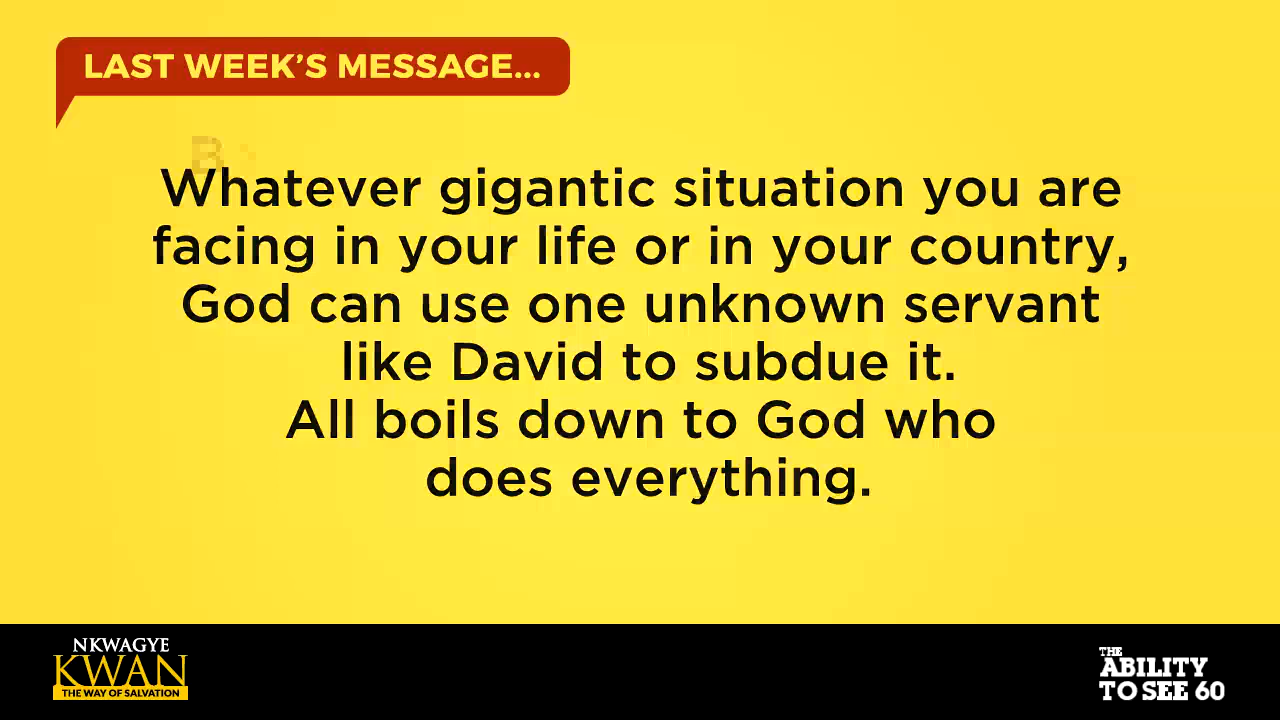 LAST WEEK'S MESSAGE...
Whatever gigantic situation you are
facing in your life or in your country,
God can use one unknown servant
like David to subdue it.
All boils down to God who
does everything.
NKWAGYE
KWAN
THE WAY OF SALVATION
THE
ABILITY
TO SEE 60